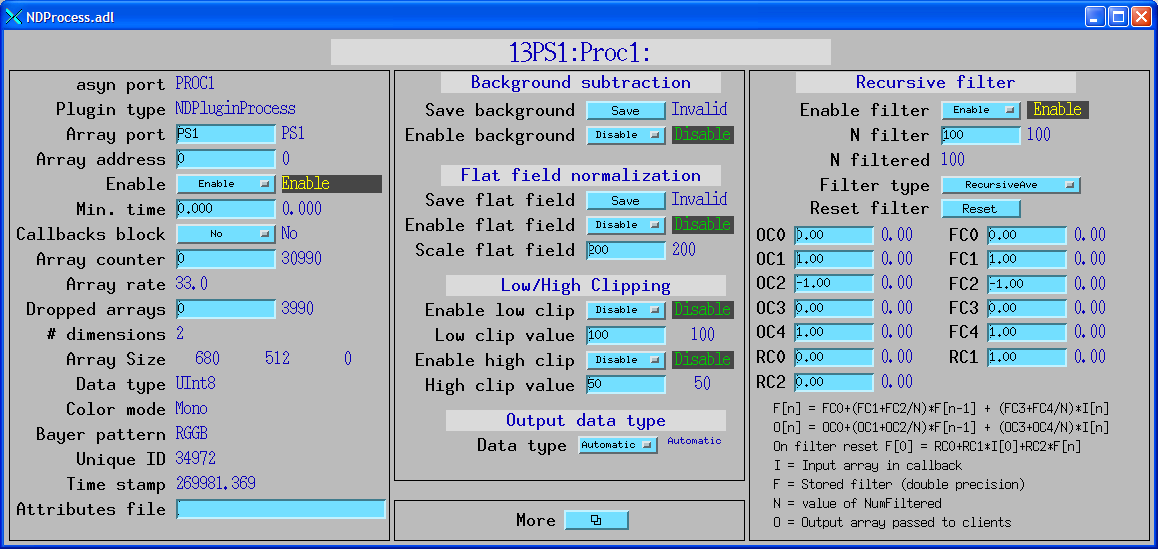 NDProcess.adl
13PS1:Proc1:
asyn port PROC1
Plugin type NDPluginProcess
Array port PS1 PS1
Array address 0 0
Enable Enable Enable
Min. time 0.000 0.000
Callbacks block No No
Array counter 0 30990
Array rate 33.0
Dropped arrays 0 3990
# dimensions 2
Array Size 680 512 0
Data type UInt8
Color mode Mono
Bayer pattern RGGB
Unique ID 34972
Time stamp 269981.369
Attributes file
Background subtraction
Save background Save Invalid
Enable background Disable Disable
Flat field normalization
Save flat field Save Invalid
Enable flat field Disable Disable
Scale flat field 200 200
Low/High Clipping
Enable low clip Disable Disable
Low clip value 100 100
Enable high clip Disable Disable
High clip value 50 50
Output data type
Data type Automatic Automatic
More
Recursive filter
Enable filter Enable Enable
N filter 100 100
N filtered 100
Filter type RecursiveAve
Reset filter Reset
OC0 0.00 0.00 FC0 0.00 0.00
OC1 1.00 0.00 FC1 1.00 0.00
OC2 -1.00 0.00 FC2 -1.00 0.00
OC3 0.00 0.00 FC3 0.00 0.00
OC4 1.00 0.00 FC4 1.00 0.00
RC0 0.00 0.00 RC1 1.00 0.00
RC2 0.00 0.00
F[n] = FC0+(FC1+FC2/N)*F[n-1] + (FC3+FC4/N)*I[n]
O[n] = OC0+(OC1+OC2/N)*F[n-1] + (OC3+OC4/N)*I[n]
On filter reset F[0] = RC0+RC1*I[0]+RC2*F[n]
I = Input array in callback
F = Stored filter (double precision)
N = value of NumFiltered
O = Output array passed to clients